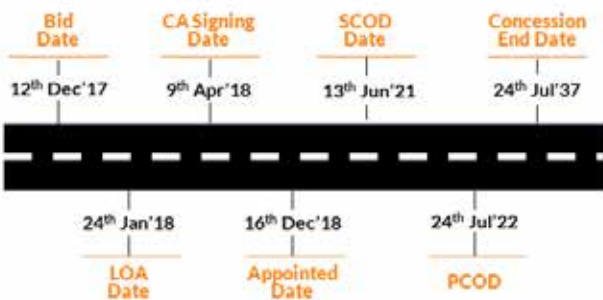 Bid
Date
CA Signing
Date
SCOD
Date
Concession
End Date
12th Dec'17
9th Apr'18
13th Jun'21
24th Jul'37
24th Jan'18
16th Dec'18
24th Jul'22
LOA
Date
Appointed
Date
PCOD